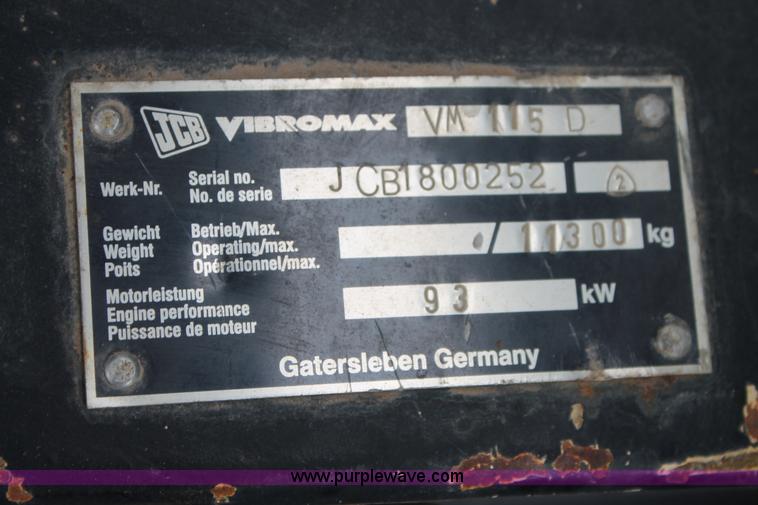 JCB VIBROMAX VM 115 D
Werk-Nr. Serial no. No. de serie JCB1800252 2
Gewicht Betrieb/Max.
Weight Operating/max. / 11300 kg
Poits Opérationnel/max.
Motorleistung
Engine performance 93 kW
Puissance de moteur
Gatersleben Germany
www.purplewave.com